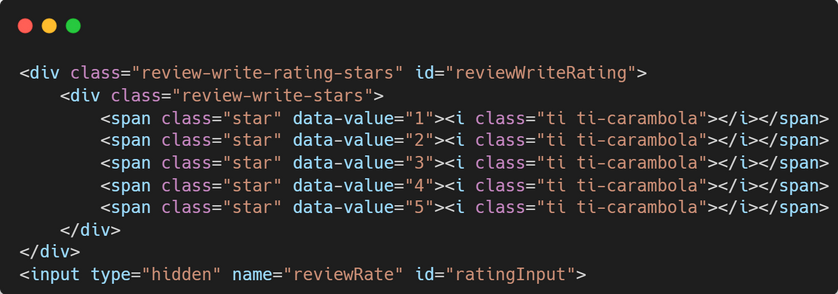 <div class="review-write-rating-stars" id="reviewWriteRating">
    <div class="review-write-stars">
        <span class="star" data-value="1"><i class="ti ti-carambola"></i></span>
        <span class="star" data-value="2"><i class="ti ti-carambola"></i></span>
        <span class="star" data-value="3"><i class="ti ti-carambola"></i></span>
        <span class="star" data-value="4"><i class="ti ti-carambola"></i></span>
        <span class="star" data-value="5"><i class="ti ti-carambola"></i></span>
    </div>
</div>
<input type="hidden" name="reviewRate" id="ratingInput">